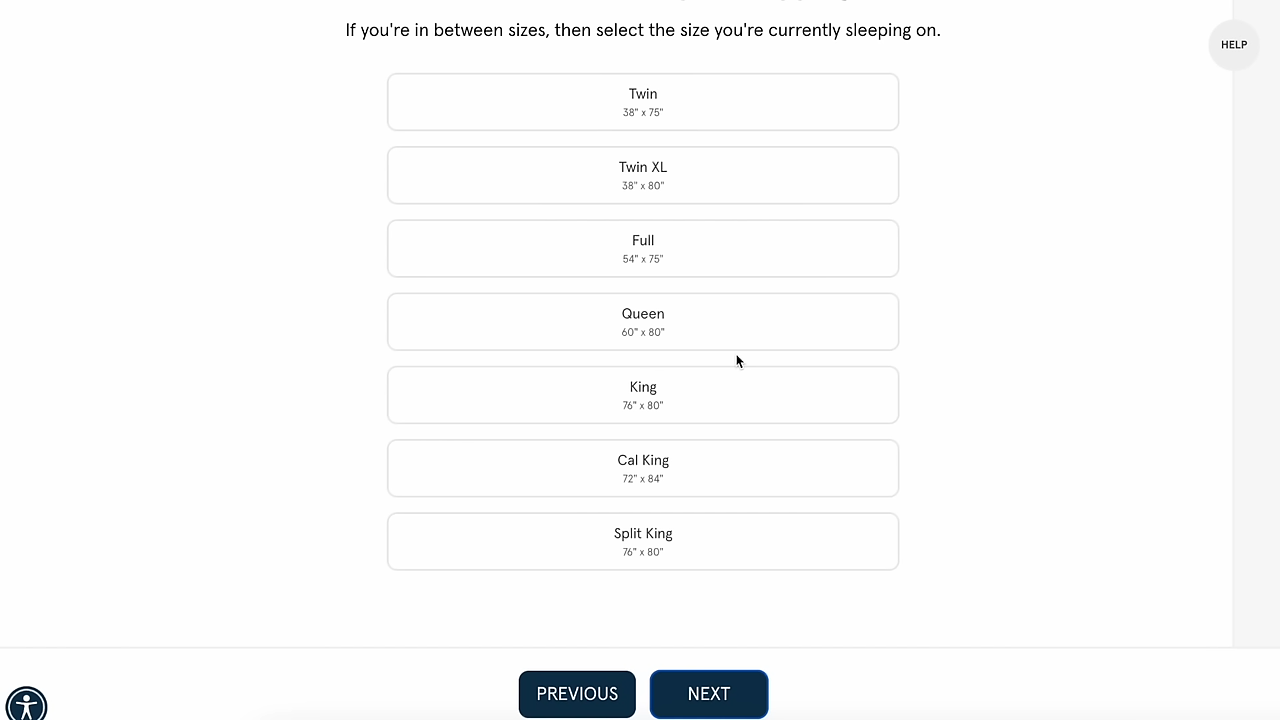 If you're in between sizes, then select the size you're currently sleeping on.
HELP
Twin
38" x 75"
Twin XL
38" x 80"
Full
54" x 75"
Queen
60" x 80"
King
76" x 80"
Cal King
72" x 84"
Split King
76" x 80"
PREVIOUS
NEXT